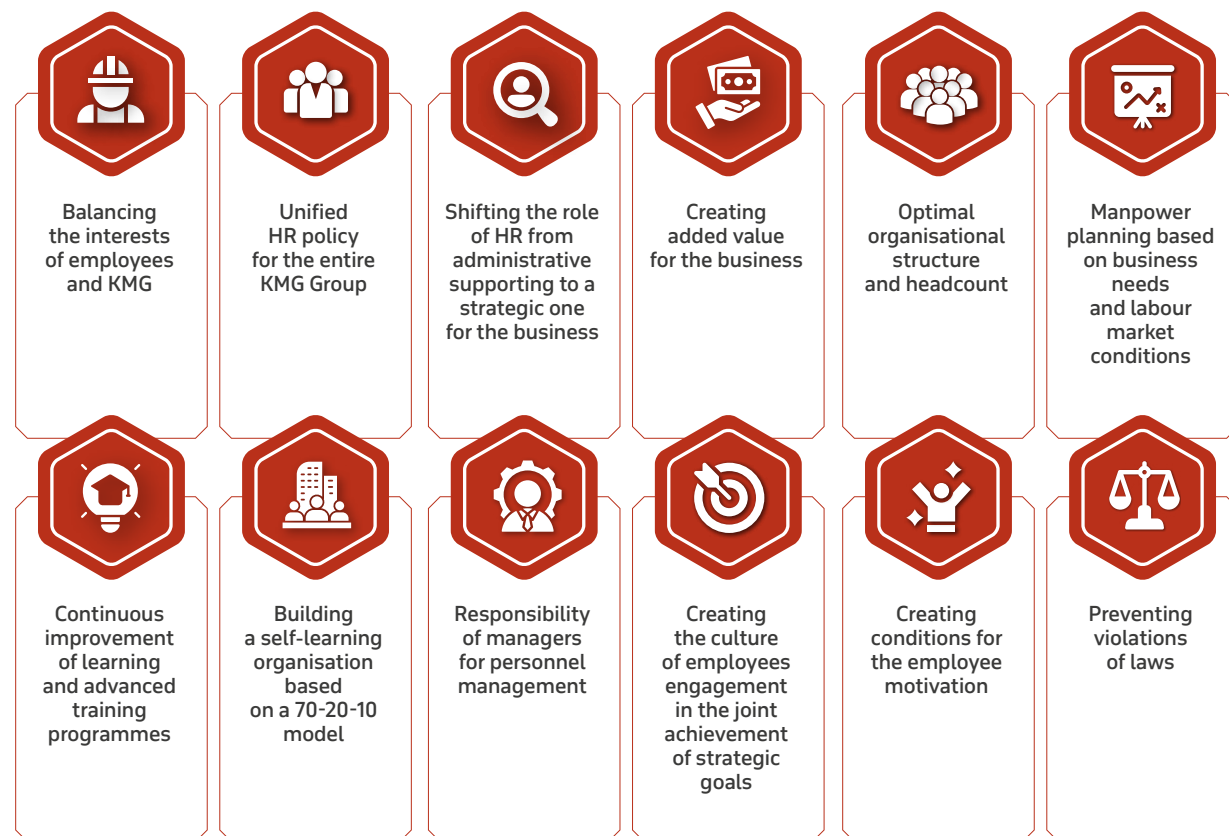 Balancing
the interests
of employees
and KMG
Unified
HR policy
for the entire
KMG Group
Shifting the role
of HR from
administrative
supporting to a
strategic one
for the business
Creating
added value
for the business
Optimal
organisational
structure
and headcount
Manpower
planning based
on business
needs
and labour
market
conditions
Continuous
improvement
of learning
and advanced
training
programmes
Building
a self-learning
organisation
based
on a 70-20-10
model
Responsibility
of managers
for personnel
management
Creating
the culture
of employees
engagement
in the joint
achievement
of strategic
goals
Creating
conditions for
the employee
motivation
Preventing
violations
of laws